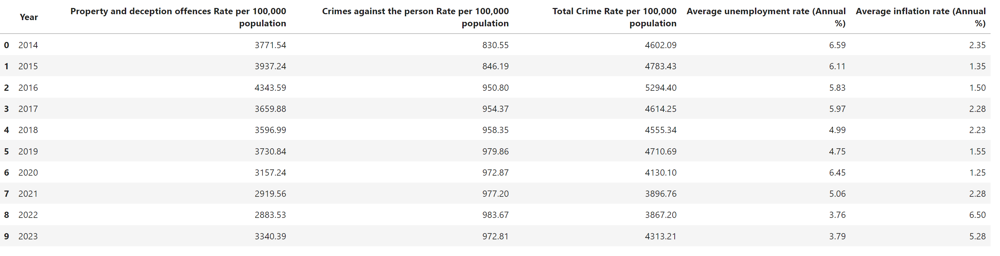 Year Property and deception offences Rate per 100,000 population Crimes against the person Rate per 100,000 population Total Crime Rate per 100,000 population Average unemployment rate (Annual %) Average inflation rate (Annual %)
0 2014 3771.54 830.55 4602.09 6.59 2.35
1 2015 3937.24 846.19 4783.43 6.11 1.35
2 2016 4343.59 950.80 5294.40 5.83 1.50
3 2017 3659.88 954.37 4614.25 5.97 2.28
4 2018 3596.99 958.35 4555.34 4.99 2.23
5 2019 3730.84 979.86 4710.69 4.75 1.55
6 2020 3157.24 972.87 4130.10 6.45 1.25
7 2021 2919.56 977.20 3896.76 5.06 2.28
8 2022 2883.53 983.67 3867.20 3.76 6.50
9 2023 3340.39 972.81 4313.21 3.79 5.28